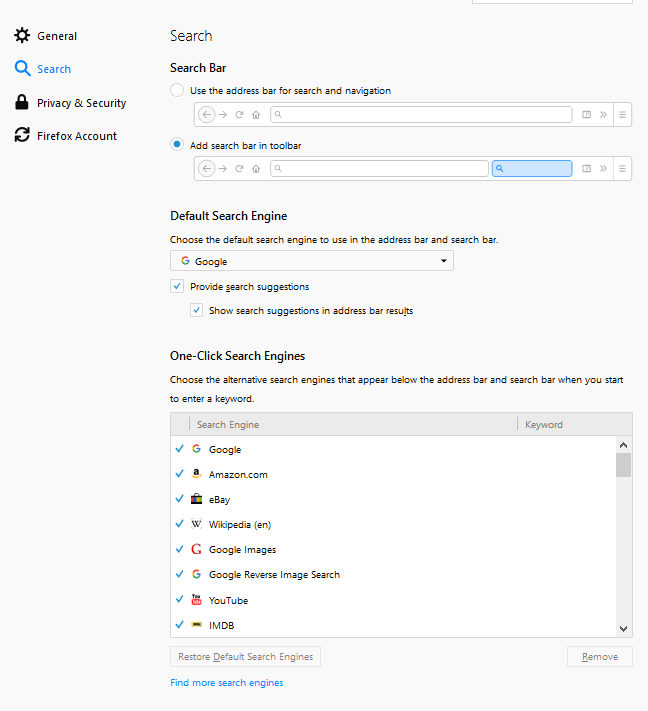 General
Search
Privacy & Security
Firefox Account
Search
Search Bar
Use the address bar for search and navigation
Add search bar in toolbar
Default Search Engine
Choose the default search engine to use in the address bar and search bar.
Google
Provide search suggestions
Show search suggestions in address bar results
One-Click Search Engines
Choose the alternative search engines that appear below the address bar and search bar when you start
to enter a keyword.
Search Engine Keyword
Google
Amazon.com
eBay
Wikipedia (en)
Google Images
Google Reverse Image Search
YouTube
IMDB
Restore Default Search Engines Remove
Find more search engines